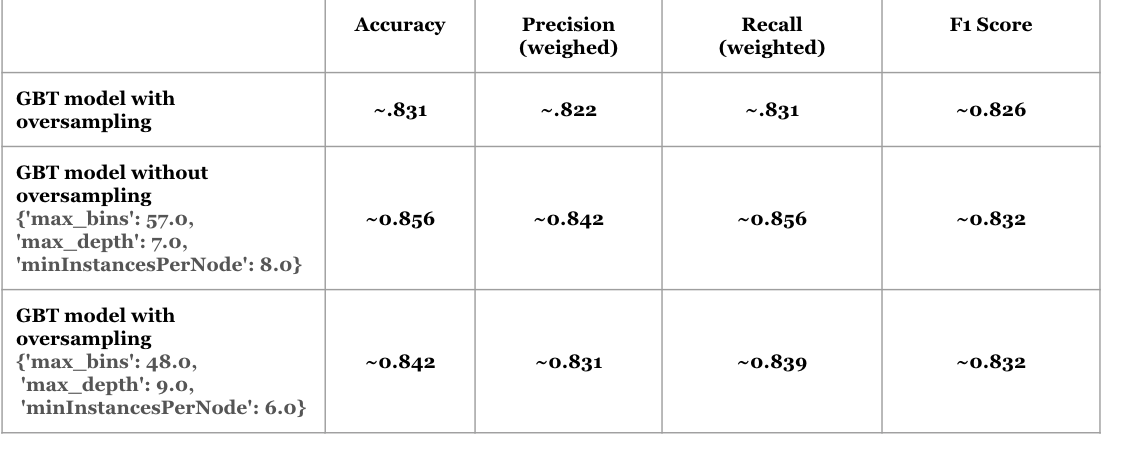 Accuracy
Precision
(weighed)
Recall
(weighted)
F1 Score
GBT model with
oversampling
~.831
~.822
~.831
~0.826
GBT model without
oversampling
{'max_bins': 57.0,
'max_depth': 7.0,
'minInstancesPerNode': 8.0}
~0.856
~0.842
~0.856
~0.832
GBT model with
oversampling
{'max_bins': 48.0,
'max_depth': 9.0,
'minInstancesPerNode': 6.0}
~0.842
~0.831
~0.839
~0.832